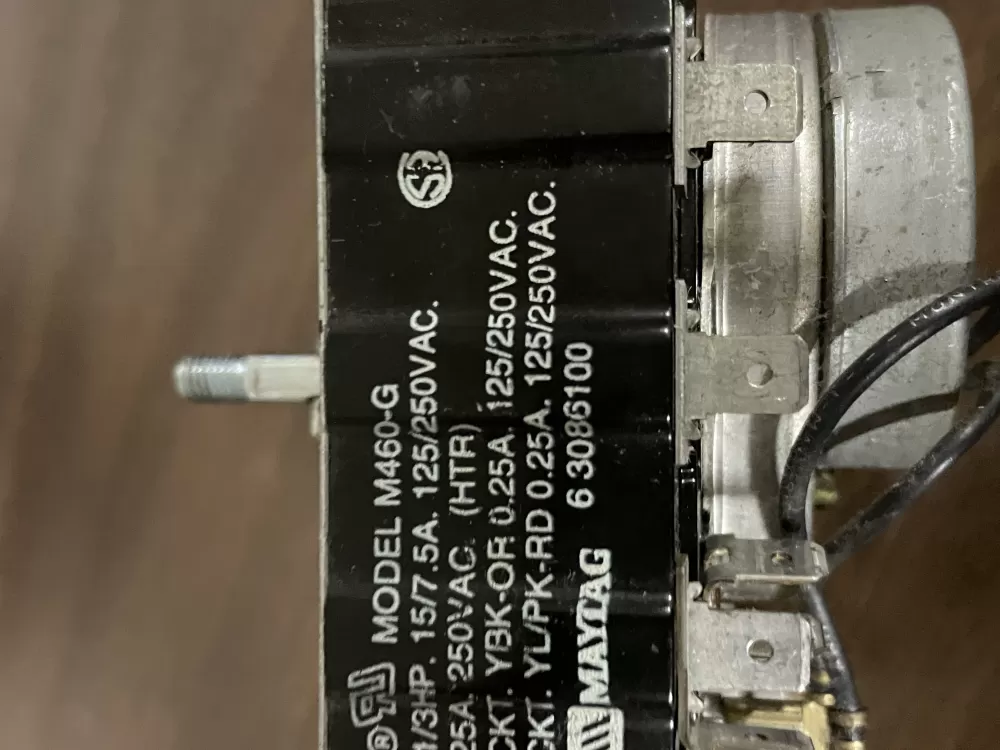 ® MODEL M460-G
1/3HP. 15/7.5A. 125/250VAC.
25A. 250VAC. (HTR)
CKT. YBK-OR 0.25A. 125/250VAC.
CKT. YL/PK-RD 0.25A. 125/250VAC.
MAYTAG 6 3086100